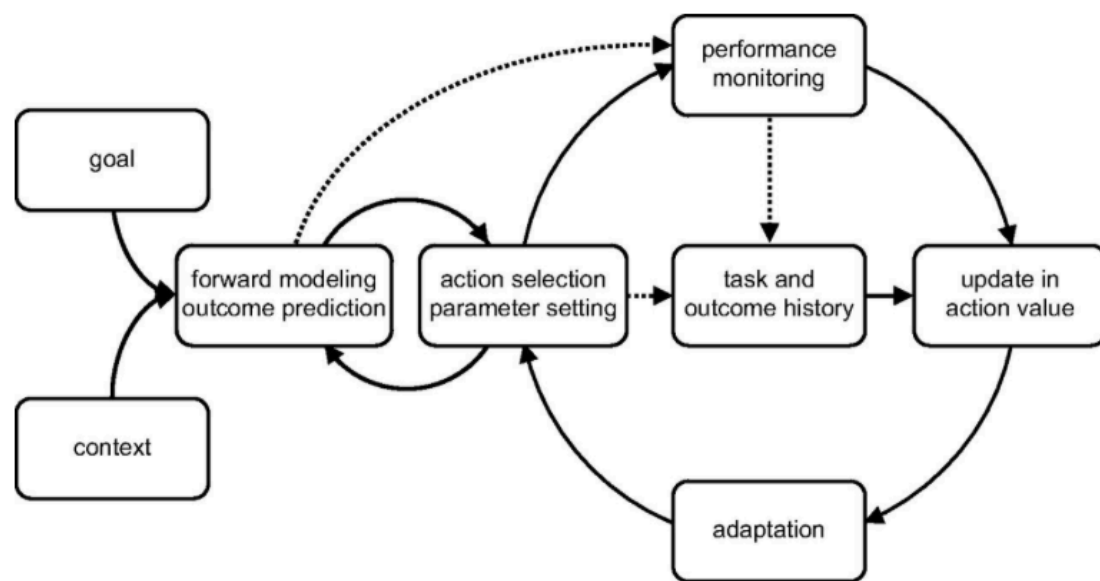 performance
monitoring
goal
forward modeling
outcome prediction
action selection
parameter setting
task and
outcome history
update in
action value
context
adaptation